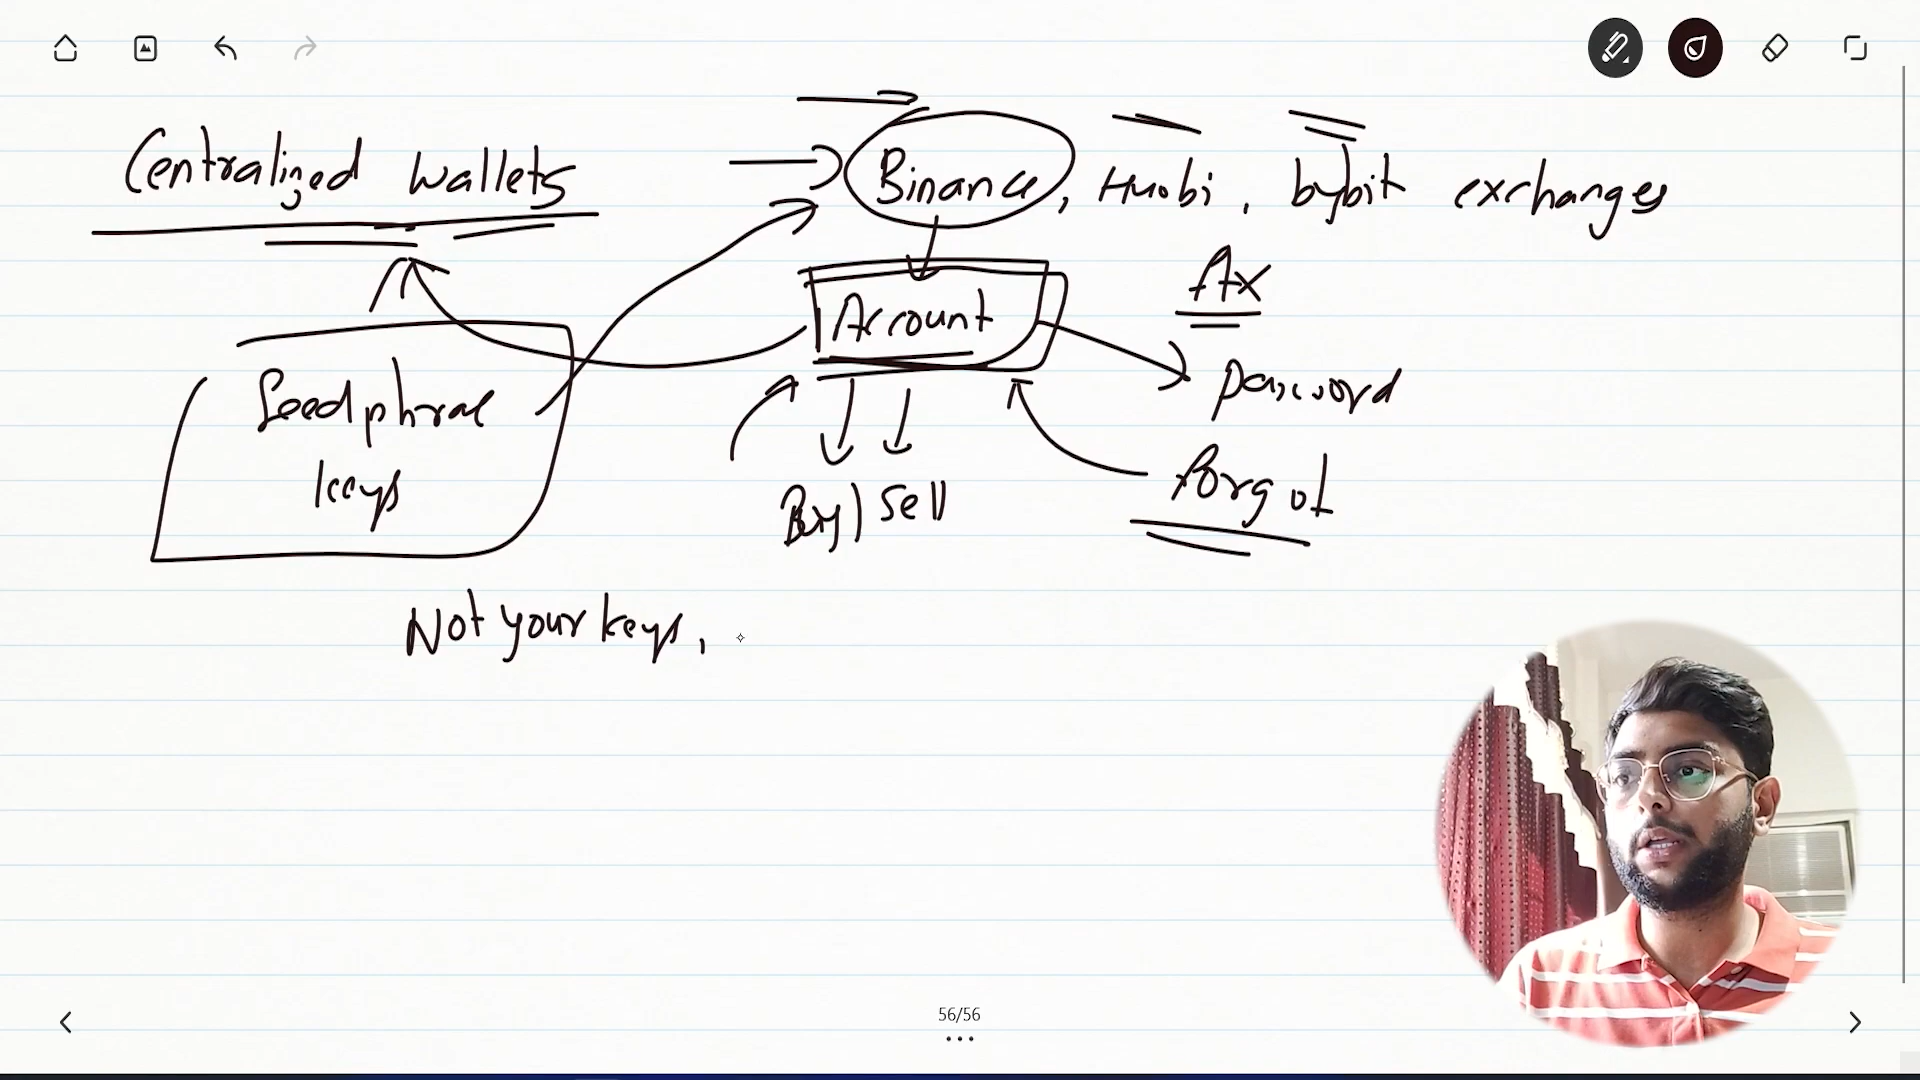 Centralized wallets
Binance, Huobi, bybit exchanges
Account
Ax
password
Seed phrase
keys
Buy | Sell
Forgot
Not your keys,
56/56